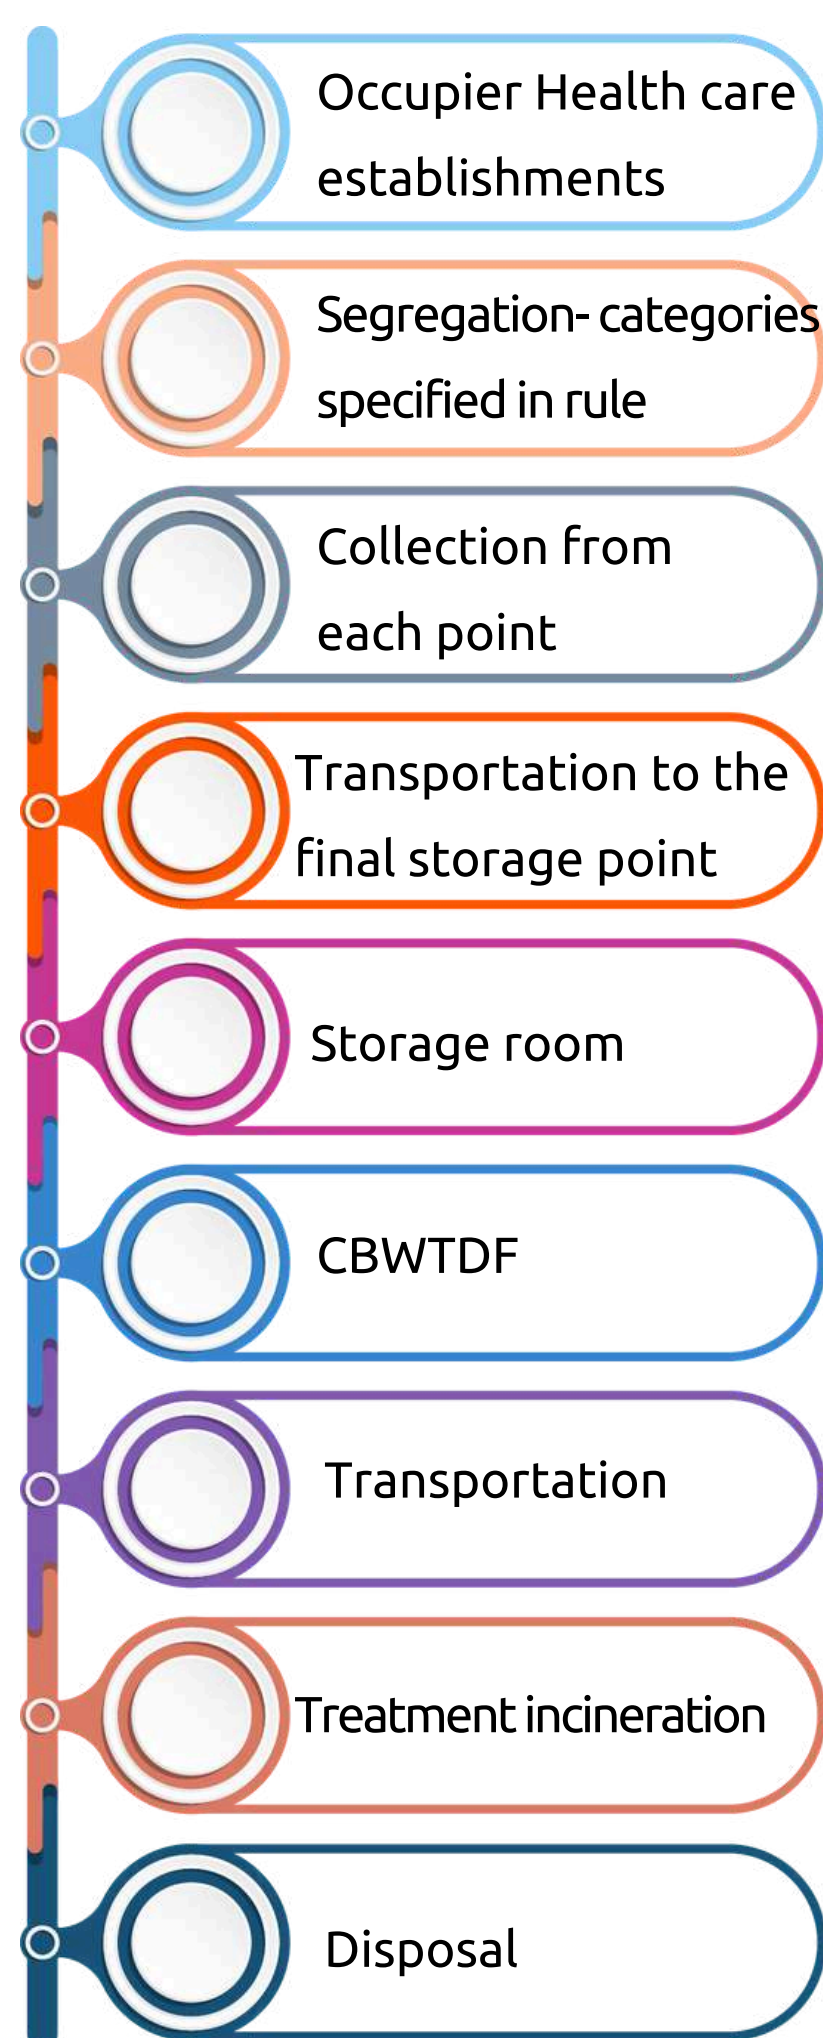 Occupier Health care
establishments
Segregation- categories
specified in rule
Collection from
each point
Transportation to the
final storage point
Storage room
CBWTDF
Transportation
Treatment incineration
Disposal